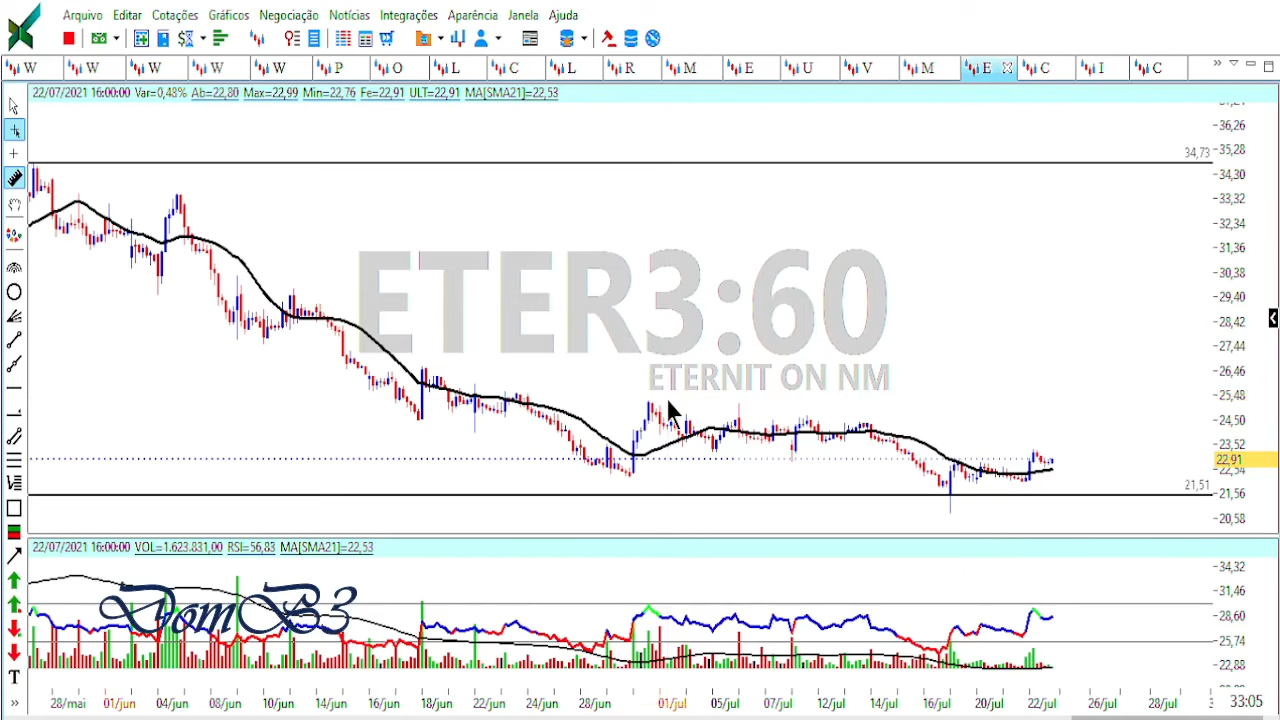 Arquivo Editar Cotações Gráficos Negociação Notícias Integrações Aparência Janela Ajuda
W W W W W P O L C L R M E U V M E C I C
22/07/2021 16:00:00 Var=0,48% Ab=22,80 Max=22,99 Min=22,76 Fe=22,91 ULT=22,91 MA[SMA21]=22,53
36,26
35,28
34,73
34,30
33,32
32,34
31,36
30,38
29,40
28,42
27,44
26,46
25,48
24,50
23,52
22,91
22,54
21,51
21,56
20,58
ETER3:60
ETERNIT ON NM
22/07/2021 16:00:00 VOL=1.623.831,00 RSI=56,83 MA[SMA21]=22,53
34,32
31,46
28,60
25,74
22,88
DomB3
T
28/mai 01/jun 04/jun 08/jun 10/jun 14/jun 16/jun 18/jun 22/jun 24/jun 28/jun 01/jul 05/jul 07/jul 12/jul 14/jul 16/jul 20/jul 22/jul 26/jul 28/jul 33:05